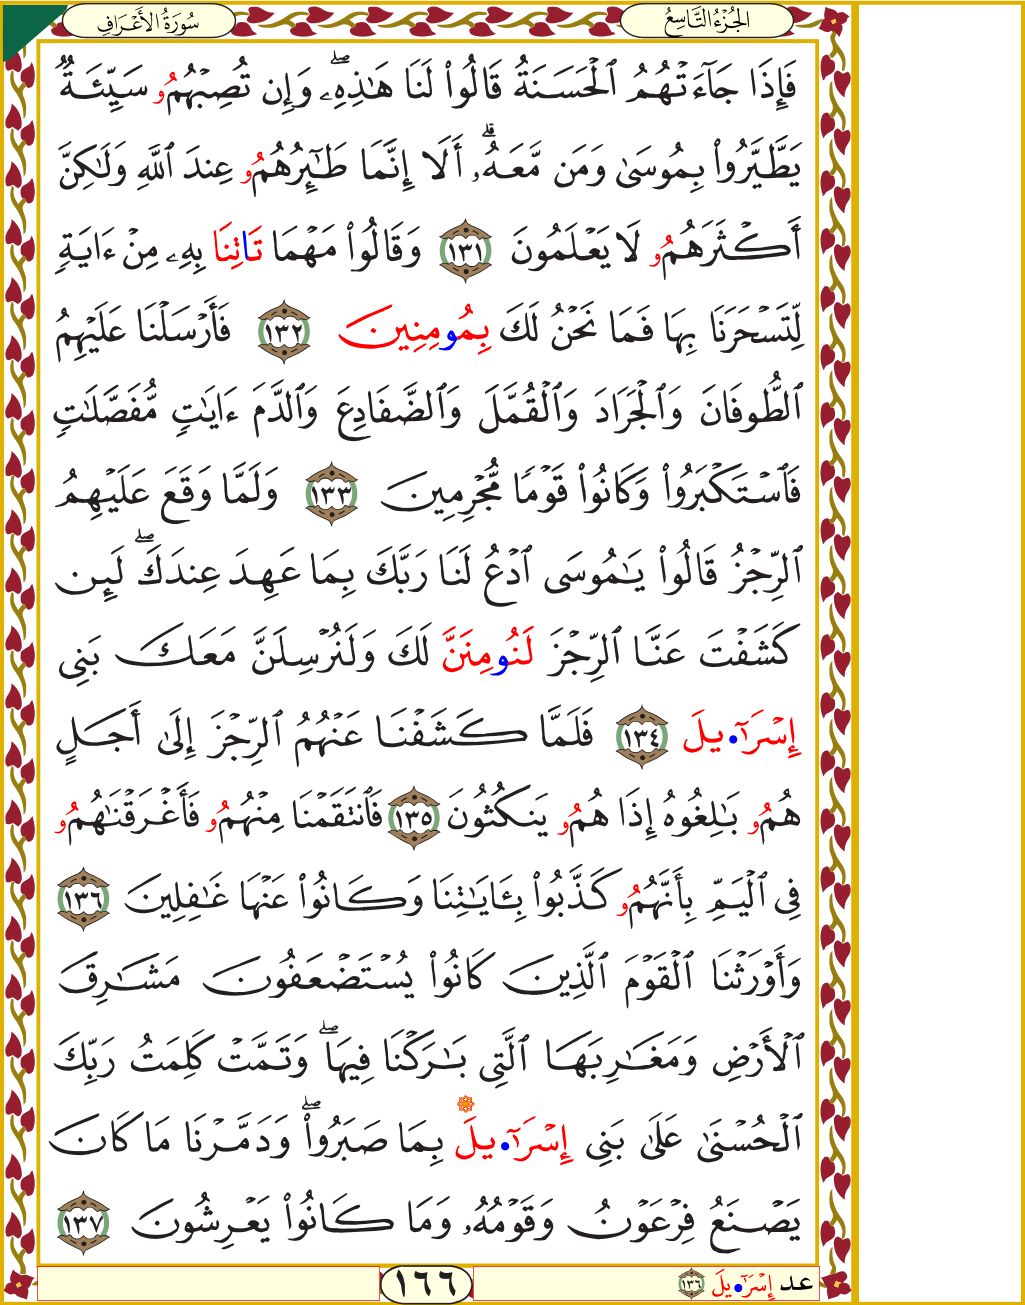 الجُزْءُ التَّاسِعُ
سُورَةُ الأَعْرَافِ
فَإِذَا جَآءَتْهُمُ ٱلْحَسَنَةُ قَالُوا۟ لَنَا هَٰذِهِۦۖ وَإِن تُصِبْهُمُۥ سَيِّئَةٌۭ
يَطَّيَّرُوا۟ بِمُوسَىٰ وَمَن مَّعَهُۥۗ أَلَآ إِنَّمَا طَٰٓئِرُهُمُۥ عِندَ ٱللَّهِ وَلَٰكِنَّ
أَكْثَرَهُمُۥ لَا يَعْلَمُونَ ١٣١ وَقَالُوا۟ مَهْمَا تَاتِنَا بِهِۦ مِنْ ءَايَةٍۢ
لِّتَسْحَرَنَا بِهَا فَمَا نَحْنُ لَكَ بِمُومِنِينَ ١٣٢ فَأَرْسَلْنَا عَلَيْهِمُ
ٱلطُّوفَانَ وَٱلْجَرَادَ وَٱلْقُمَّلَ وَٱلضَّفَادِعَ وَٱلدَّمَ ءَايَٰتٍۢ مُّفَصَّلَٰتٍۢ
فَٱسْتَكْبَرُوا۟ وَكَانُوا۟ قَوْمًۭا مُّجْرِمِينَ ١٣٣ وَلَمَّا وَقَعَ عَلَيْهِمُ
ٱلرِّجْزُ قَالُوا۟ يَٰمُوسَى ٱدْعُ لَنَا رَبَّكَ بِمَا عَهِدَ عِندَكَۖ لَئِن
كَشَفْتَ عَنَّا ٱلرِّجْزَ لَنُومِنَنَّ لَكَ وَلَنُرْسِلَنَّ مَعَكَ بَنِى
إِسْرَآ•يلَ ١٣٤ فَلَمَّا كَشَفْنَا عَنْهُمُ ٱلرِّجْزَ إِلَىٰٓ أَجَلٍ
هُمُۥ بَٰلِغُوهُ إِذَا هُمُۥ يَنكُثُونَ ١٣٥ فَٱنتَقَمْنَا مِنْهُمُۥ فَأَغْرَقْنَٰهُمُۥ
فِى ٱلْيَمِّ بِأَنَّهُمُۥ كَذَّبُوا۟ بِـَٔايَٰتِنَا وَكَانُوا۟ عَنْهَا غَٰفِلِينَ ١٣٦
وَأَوْرَثْنَا ٱلْقَوْمَ ٱلَّذِينَ كَانُوا۟ يُسْتَضْعَفُونَ مَشَٰرِقَ
ٱلْأَرْضِ وَمَغَٰرِبَهَا ٱلَّتِى بَٰرَكْنَا فِيهَاۖ وَتَمَّتْ كَلِمَتُ رَبِّكَ
ٱلْحُسْنَىٰ عَلَىٰ بَنِىٓ إِسْرَآ•يلَ بِمَا صَبَرُوا۟ۖ وَدَمَّرْنَا مَا كَانَ
يَصْنَعُ فِرْعَوْنُ وَقَوْمُهُۥ وَمَا كَانُوا۟ يَعْرِشُونَ ١٣٧
عد إِسْرَآ•يلَ ١٣٦
١٦٦